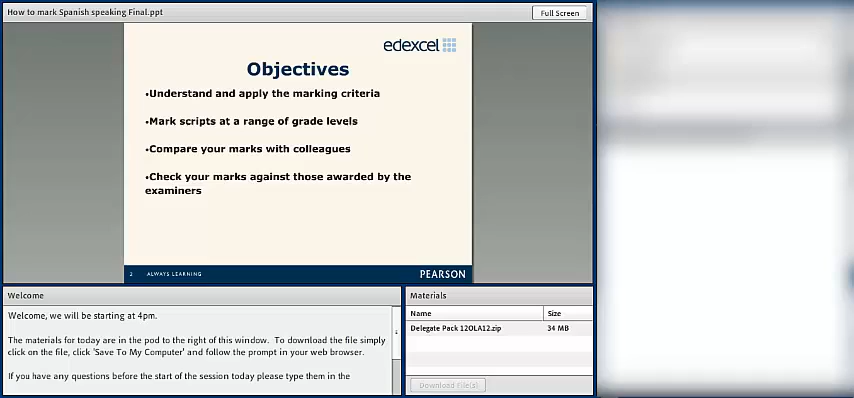 How to mark Spanish speaking Final.ppt
Full Screen
edexcel
Objectives
•Understand and apply the marking criteria
•Mark scripts at a range of grade levels
•Compare your marks with colleagues
•Check your marks against those awarded by the
examiners
2 ALWAYS LEARNING PEARSON
Welcome
Welcome, we will be starting at 4pm.
The materials for today are in the pod to the right of this window. To download the file simply
click on the file, click 'Save To My Computer' and follow the prompt in your web browser.
If you have any questions before the start of the session today please type them in the
Materials
Name Size
Delegate Pack 12OLA12.zip 34 MB
Download File(s)